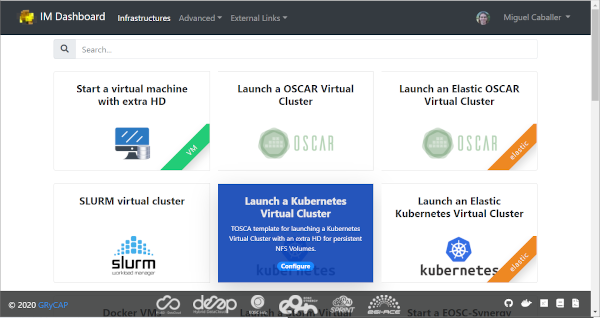 IM Dashboard Infrastructures Advanced External Links Miguel Caballer
Search...
Start a virtual machine
with extra HD
VM
Launch a OSCAR Virtual
Cluster
OSCAR
Launch an Elastic OSCAR
Virtual Cluster
OSCAR
elastic
SLURM virtual cluster
slurm
workload manager
Launch a Kubernetes
Virtual Cluster
TOSCA template for launching a Kubernetes
Virtual Cluster with an extra HD for persistent
NFS Volumes.
Configure
kubernetes
Launch an Elastic
Kubernetes Virtual Cluster
kubernetes
elastic
© 2020 GRyCAP
deep
SPRINT
EGI-ACE
Docker VM
Virtual
Start a EOSC-Synergy